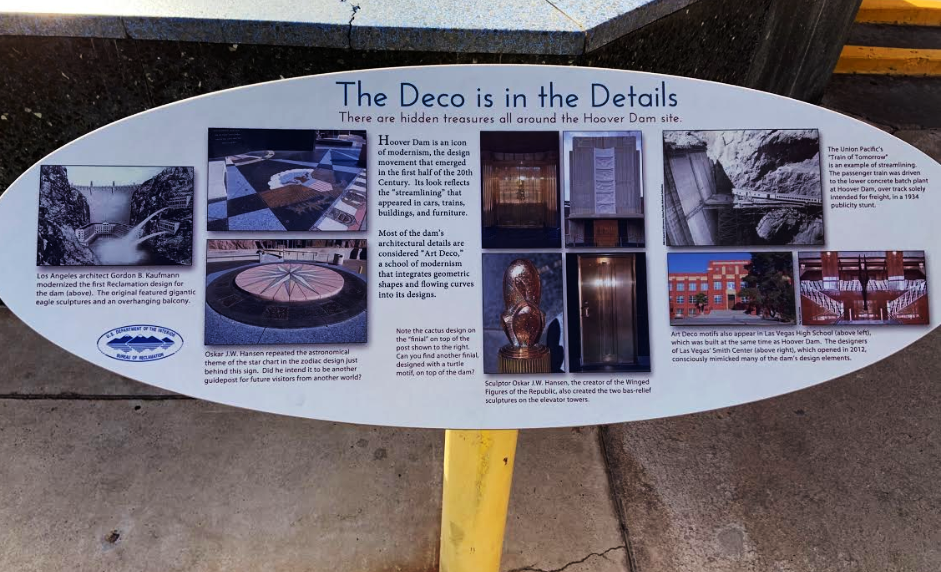 The Deco is in the Details
There are hidden treasures all around the Hoover Dam site.
Los Angeles architect Gordon B. Kaufmann
modernized the first Reclamation design for
the dam (above). The original featured gigantic
eagle sculptures and an overhanging balcony.
U.S. DEPARTMENT OF THE INTERIOR
BUREAU OF RECLAMATION
Oskar J.W. Hansen repeated the astronomical
theme of the star chart in the zodiac design just
behind this sign. Did he intend it to be another
guidepost for future visitors from another world?
Hoover Dam is an icon
of modernism, the design
movement that emerged
in the first half of the 20th
Century. Its look reflects
the "streamlining" that
appeared in cars, trains,
buildings, and furniture.
Most of the dam's
architectural details are
considered "Art Deco,"
a school of modernism
that integrates geometric
shapes and flowing curves
into its designs.
Note the cactus design on
the "finial" on top of the
post shown to the right.
Can you find another finial,
designed with a turtle
motif, on top of the dam?
Sculptor Oskar J.W. Hansen, the creator of the Winged
Figures of the Republic, also created the two bas-relief
sculptures on the elevator towers.
The Union Pacific's
"Train of Tomorrow"
is an example of streamlining.
The passenger train was driven
to the lower concrete batch plant
at Hoover Dam, over track solely
intended for freight, in a 1934
publicity stunt.
Art Deco motifs also appear in Las Vegas High School (above left),
which was built at the same time as Hoover Dam. The designers
of Las Vegas' Smith Center (above right), which opened in 2012,
consciously mimicked many of the dam's design elements.